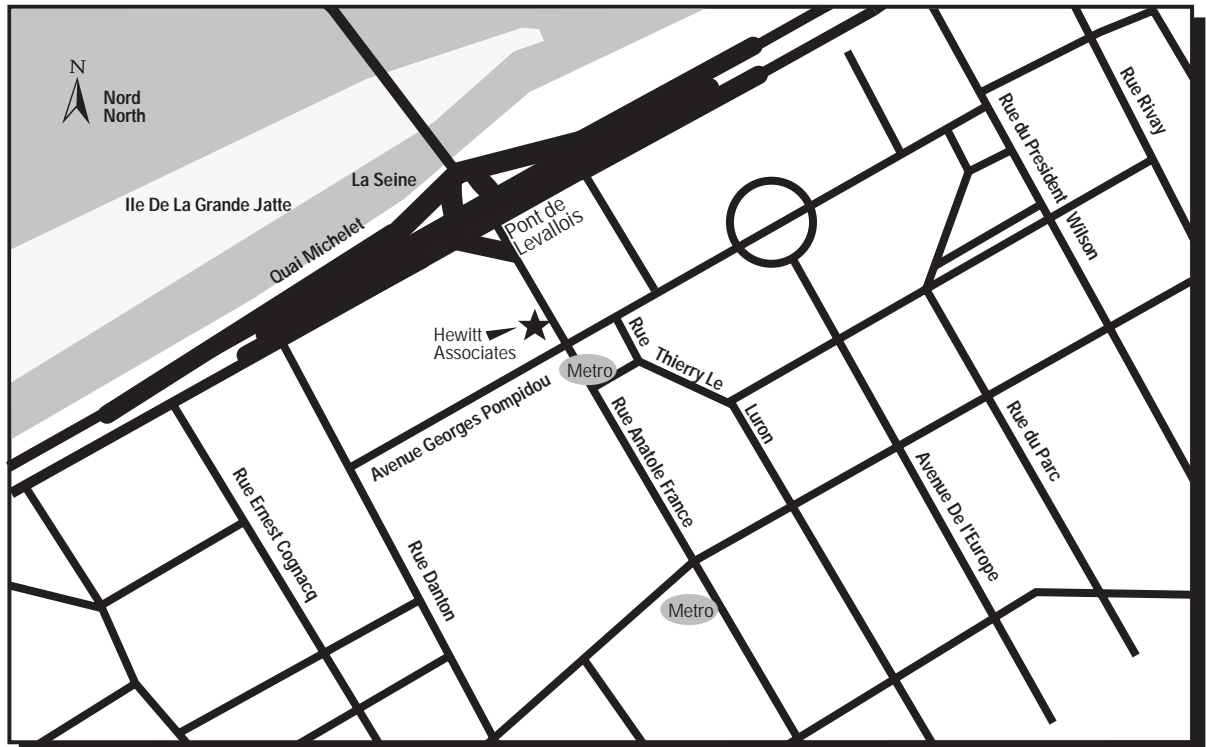 N
Nord
North
La Seine
Ile De La Grande Jatte
Quai Michelet
Pont de
Levallois
Rue du President Wilson
Rue Rivay
Hewitt
Associates
Metro
Rue Thierry Le Luron
Avenue Georges Pompidou
Rue Anatole France
Rue du Parc
Avenue De l'Europe
Rue Ernest Cognacq
Rue Danton
Metro